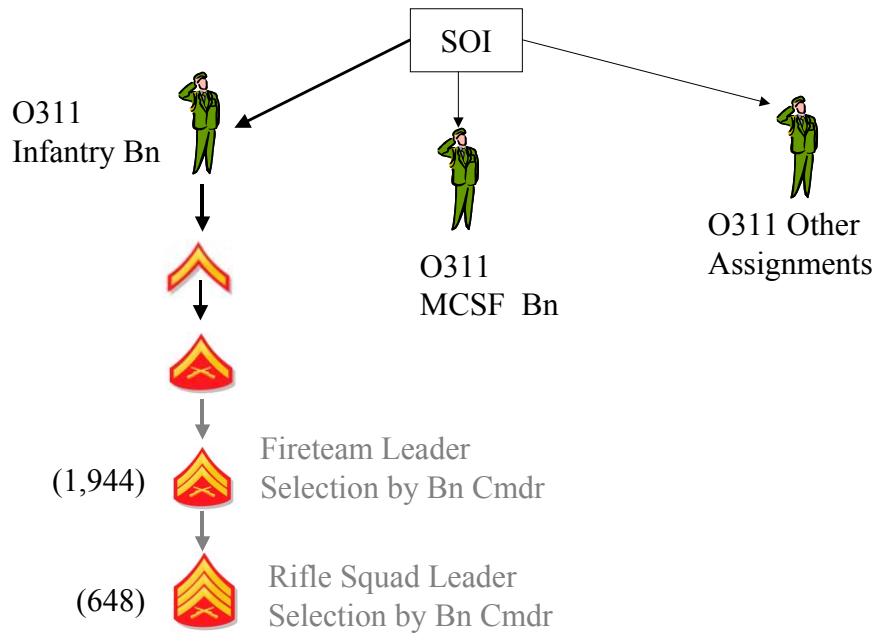 SOI
O311
Infantry Bn
O311
MCSF Bn
O311 Other
Assignments
(1,944)
Fireteam Leader
Selection by Bn Cmdr
(648)
Rifle Squad Leader
Selection by Bn Cmdr